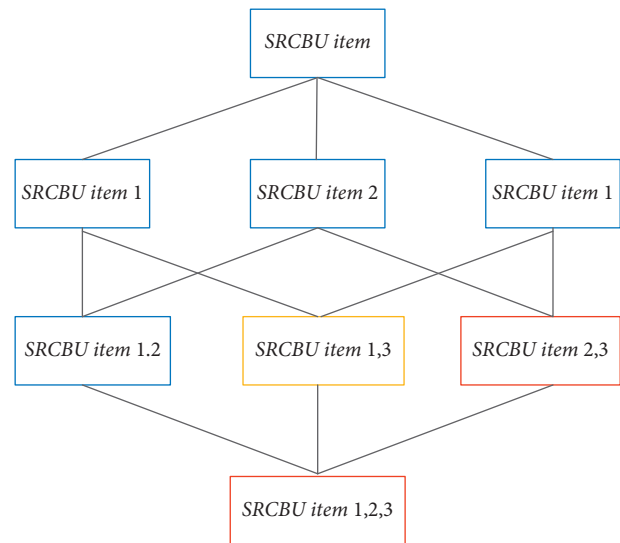 SRCBU item
SRCBU item 1
SRCBU item 2
SRCBU item 1
SRCBU item 1.2
SRCBU item 1,3
SRCBU item 2,3
SRCBU item 1,2,3